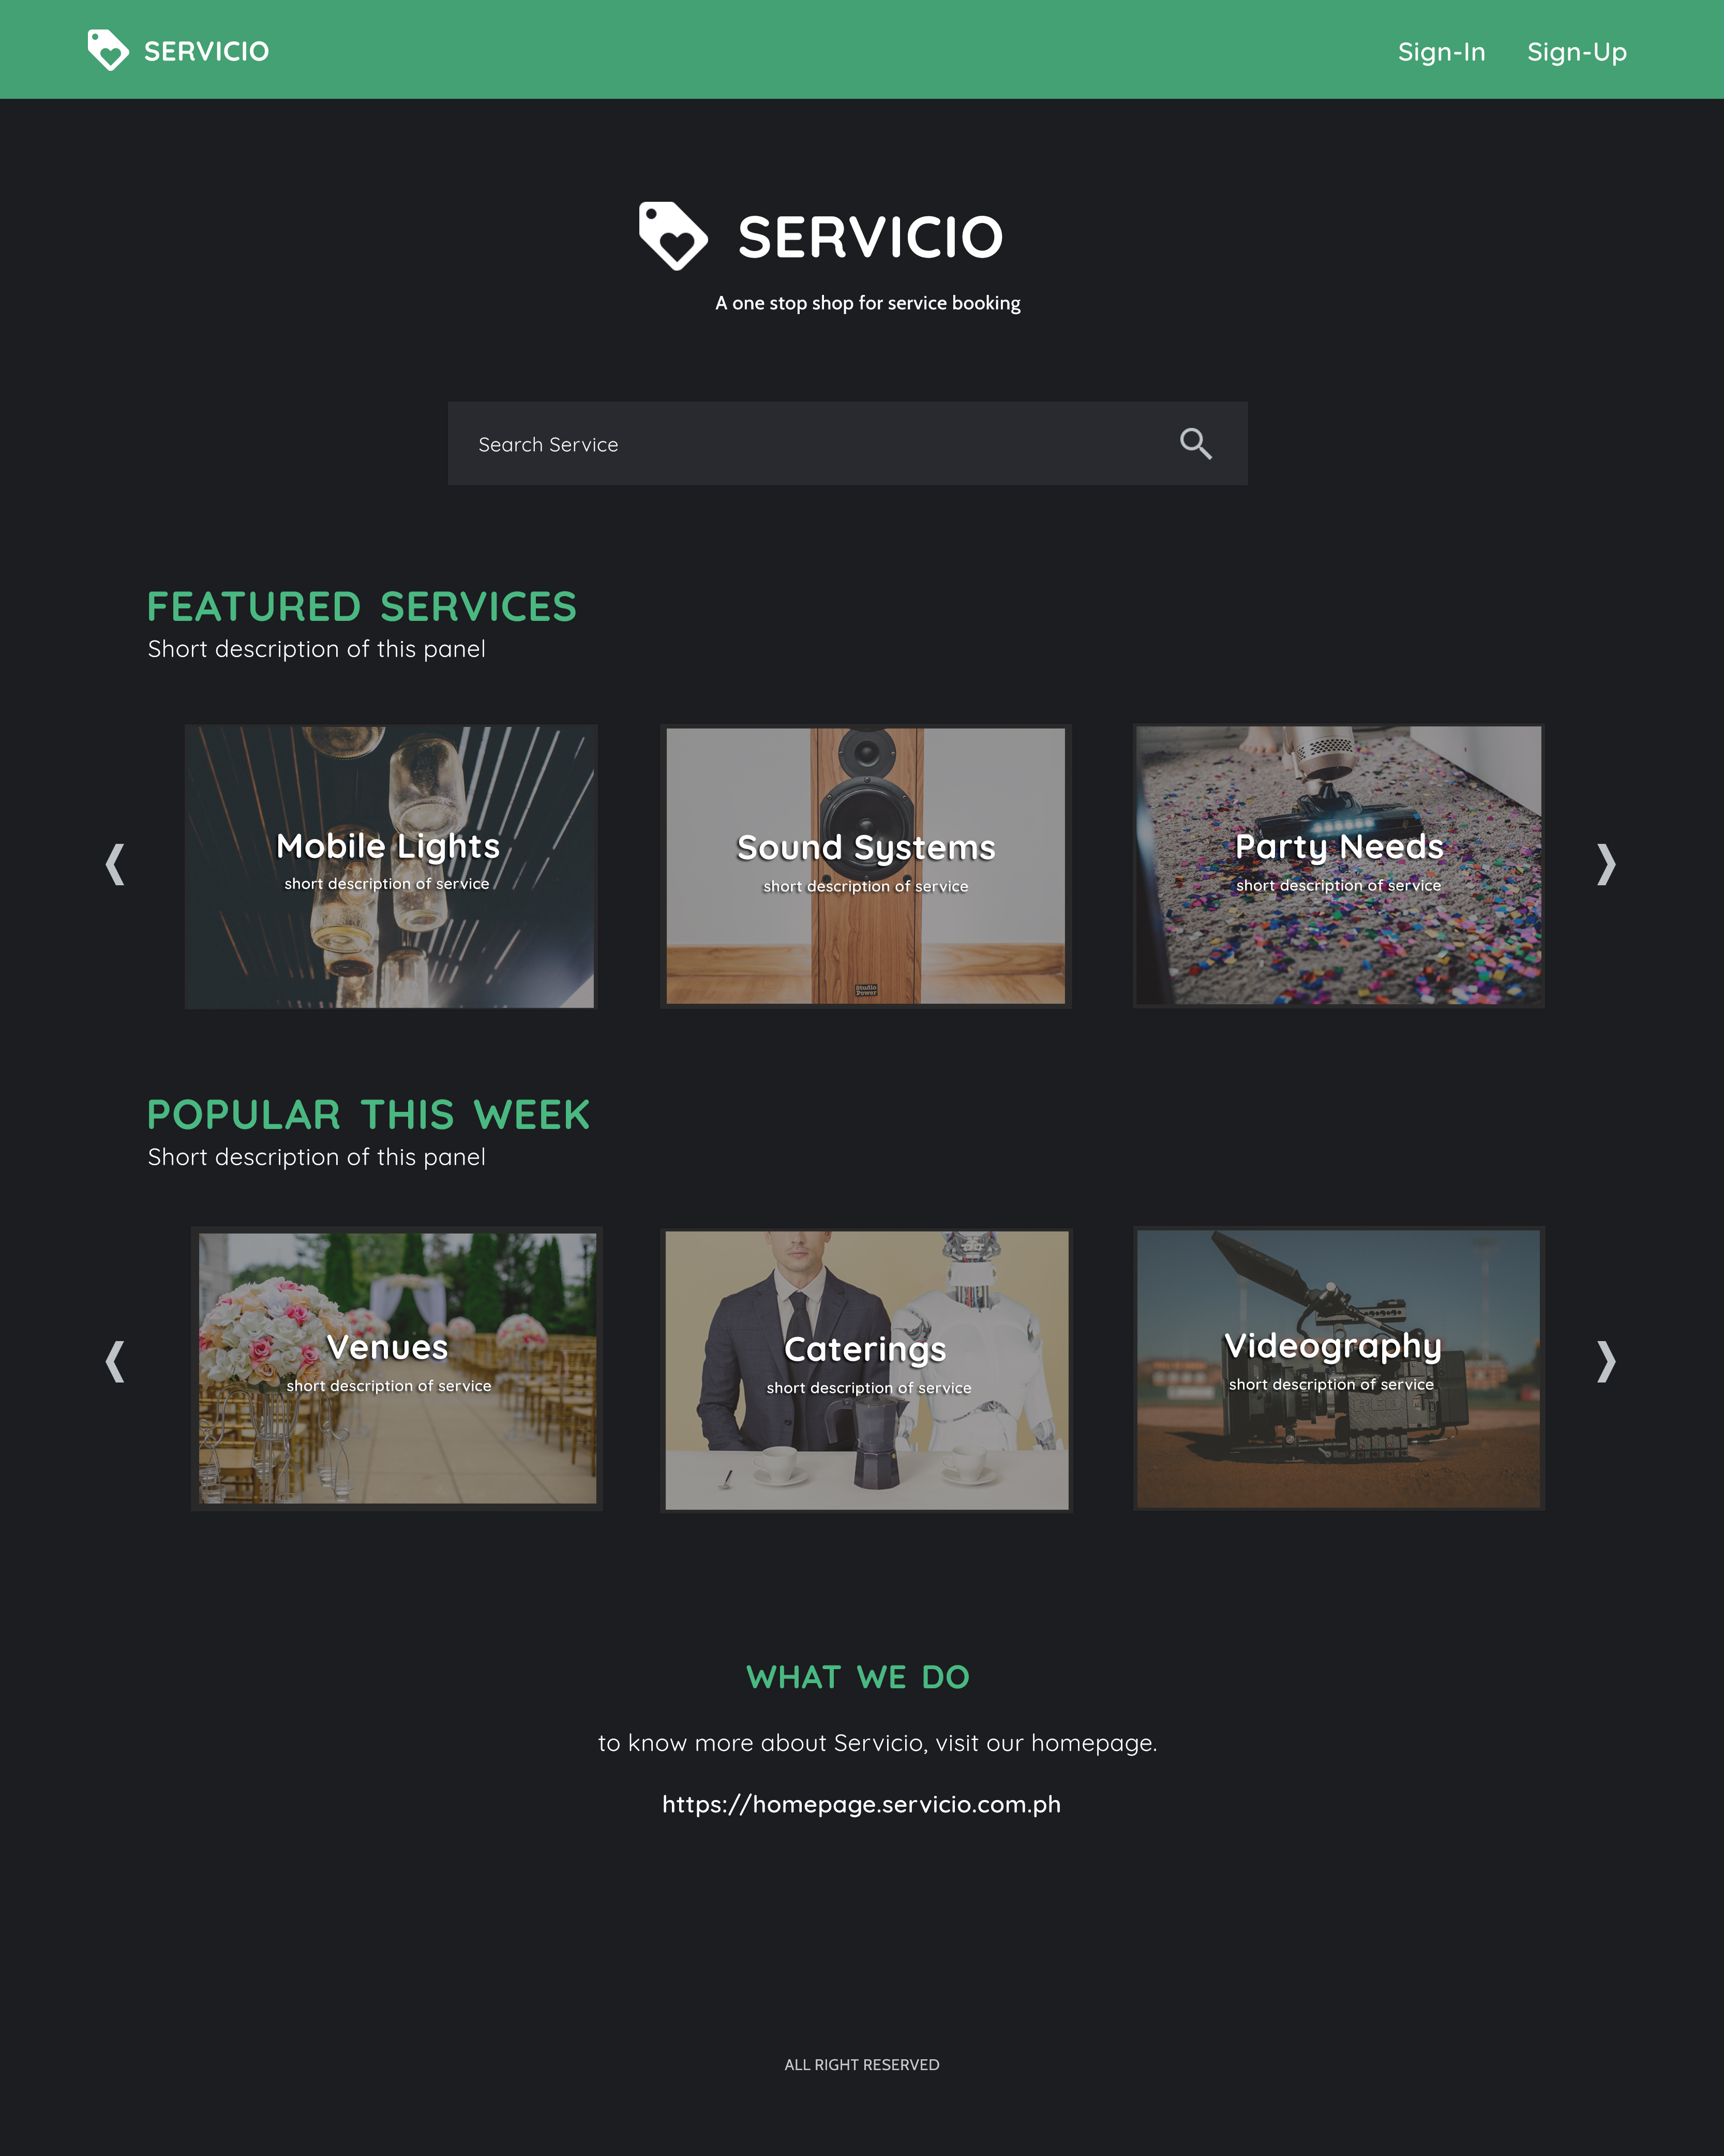 SERVICIO
Sign-In
Sign-Up
SERVICIO
A one stop shop for service booking
Search Service
FEATURED SERVICES
Short description of this panel
Mobile Lights
short description of service
Sound Systems
short description of service
Studio
Power
Party Needs
short description of service
POPULAR THIS WEEK
Short description of this panel
Venues
short description of service
Caterings
short description of service
Videography
short description of service
WHAT WE DO
to know more about Servicio, visit our homepage.
https://homepage.servicio.com.ph
ALL RIGHT RESERVED